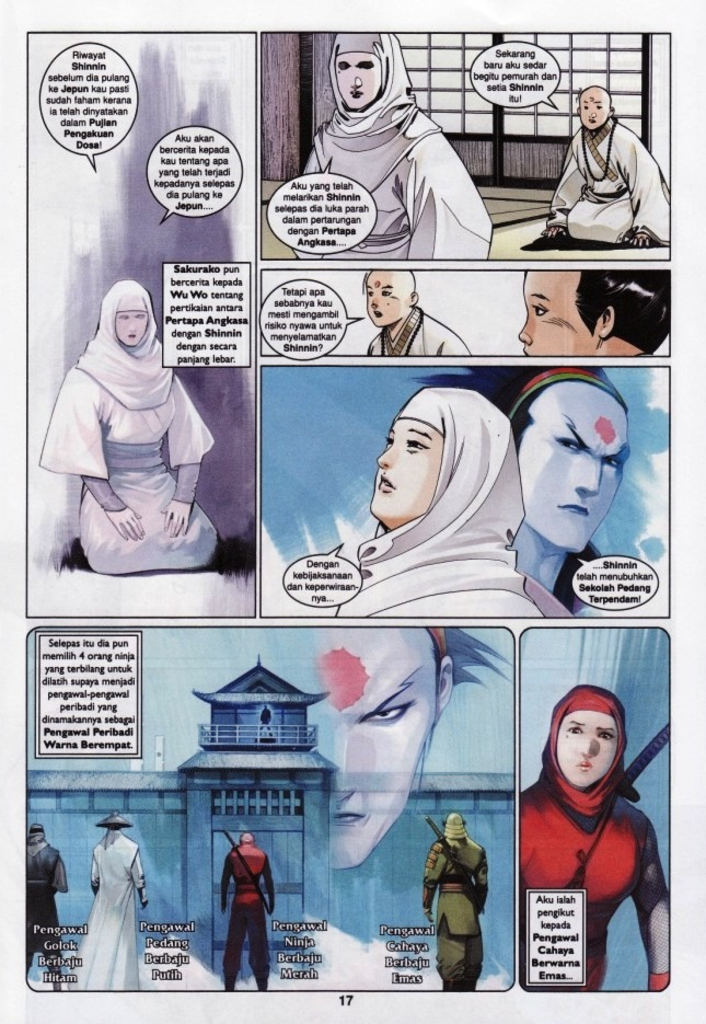 Riwayat
Shinnin
sebelum dia pulang
ke Jepun kau pasti
sudah faham kerana
ia telah dinyatakan
dalam Pujian
Pengakuan
Dosa!
Aku akan
bercerita kepada
kau tentang apa
yang telah terjadi
kepadanya selepas
dia pulang ke
Jepun....
Sakurako pun
bercerita kepada
Wu Wo tentang
pertikaian antara
Pertapa Angkasa
dengan Shinnin
dengan secara
panjang lebar.
Sekarang
baru aku sedar
begitu pemurah dan
setia Shinnin
itu!
Aku yang telah
melarikan Shinnin
selepas dia luka parah
dalam pertarungan
dengan Pertapa
Angkasa....
Tetapi apa
sebabnya kau
mesti mengambil
risiko nyawa untuk
menyelamatkan
Shinnin?
Dengan
kebijaksanaan
dan keperwiraan-
nya...
....Shinnin
telah menubuhkan
Sekolah Pedang
Terpendam!
Selepas itu dia pun
memilih 4 orang ninja
yang terbilang untuk
dilatih supaya menjadi
pengawal-pengawal
peribadi yang
dinamakannya sebagai
Pengawal Peribadi
Warna Berempat.
Pengawal
Golok
Berbaju
Hitam
Pengawal
Pedang
Berbaju
Putih
Pengawal
Ninja
Berbaju
Merah
Pengawal
Cahaya
Berbaju
Emas
Aku ialah
pengikut
kepada
Pengawal
Cahaya
Berwarna
Emas...
17